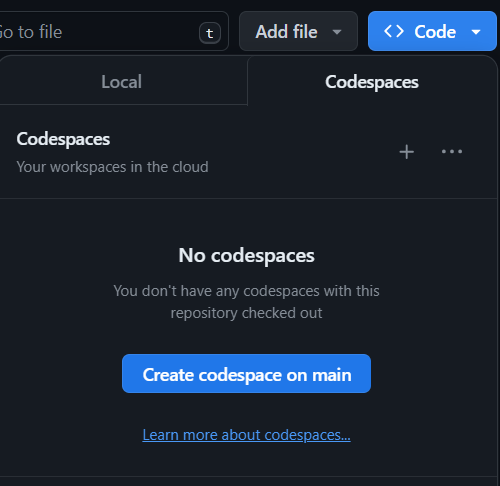 Go to file
t
Add file
<> Code
Local
Codespaces
Codespaces
Your workspaces in the cloud
No codespaces
You don't have any codespaces with this
repository checked out
Create codespace on main
Learn more about codespaces...